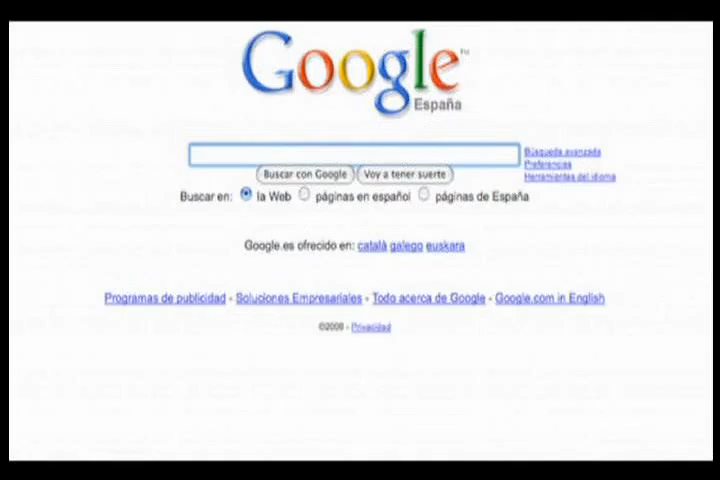 Google
España
Búsqueda avanzada
Preferencias
Herramientas del idioma
Buscar con Google Voy a tener suerte
Buscar en: la Web páginas en español páginas de España
Google.es ofrecido en: català galego euskara
Programas de publicidad - Soluciones Empresariales - Todo acerca de Google - Google.com in English
Privacidad